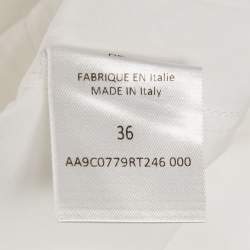 FABRIQUE EN Italie
MADE IN Italy
36
AA9C0779RT246 000